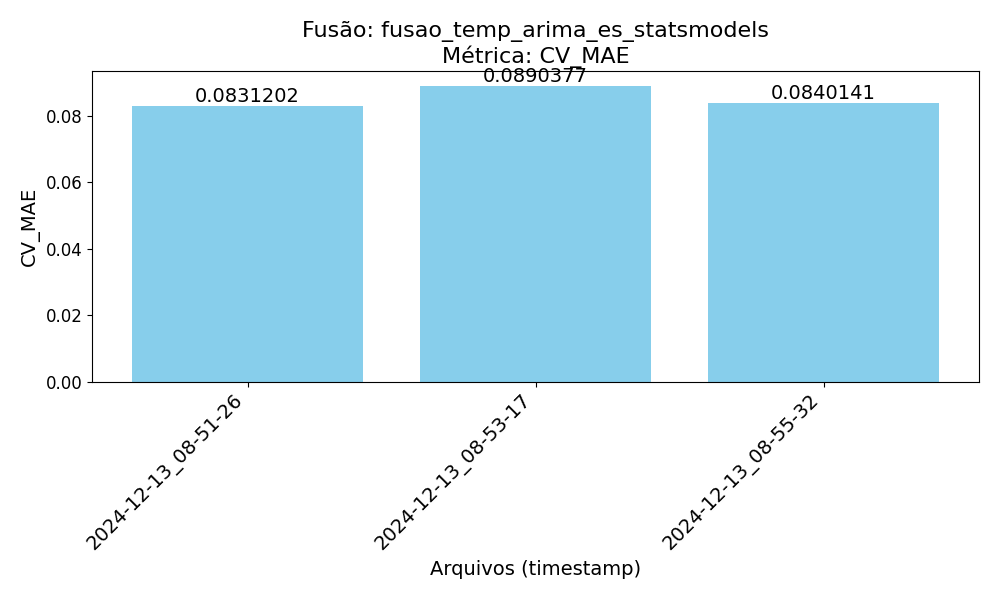 Fusão: fusao_temp_arima_es_statsmodels
Métrica: CV_MAE
0.0831202
0.0890377
0.0840141
CV_MAE
0.08
0.06
0.04
0.02
0.00
2024-12-13_08-51-26
2024-12-13_08-53-17
2024-12-13_08-55-32
Arquivos (timestamp)